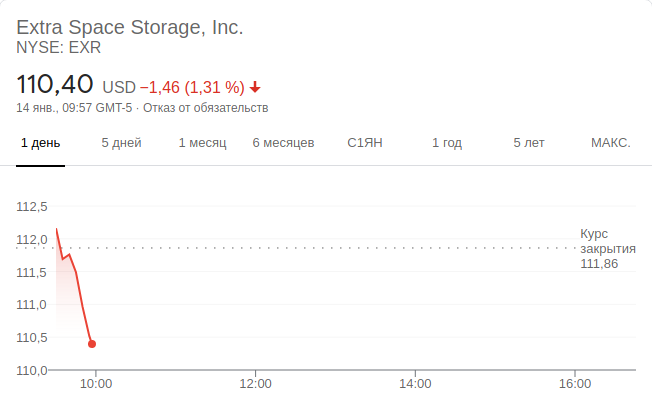 Extra Space Storage, Inc.
NYSE: EXR
110,40 USD −1,46 (1,31 %)
14 янв., 09:57 GMT-5 · Отказ от обязательств
1 день 5 дней 1 месяц 6 месяцев С1ЯН 1 год 5 лет МАКС.
112,5
112,0
111,5
111,0
110,5
110,0
Курс
закрытия
111,86
10:00 12:00 14:00 16:00